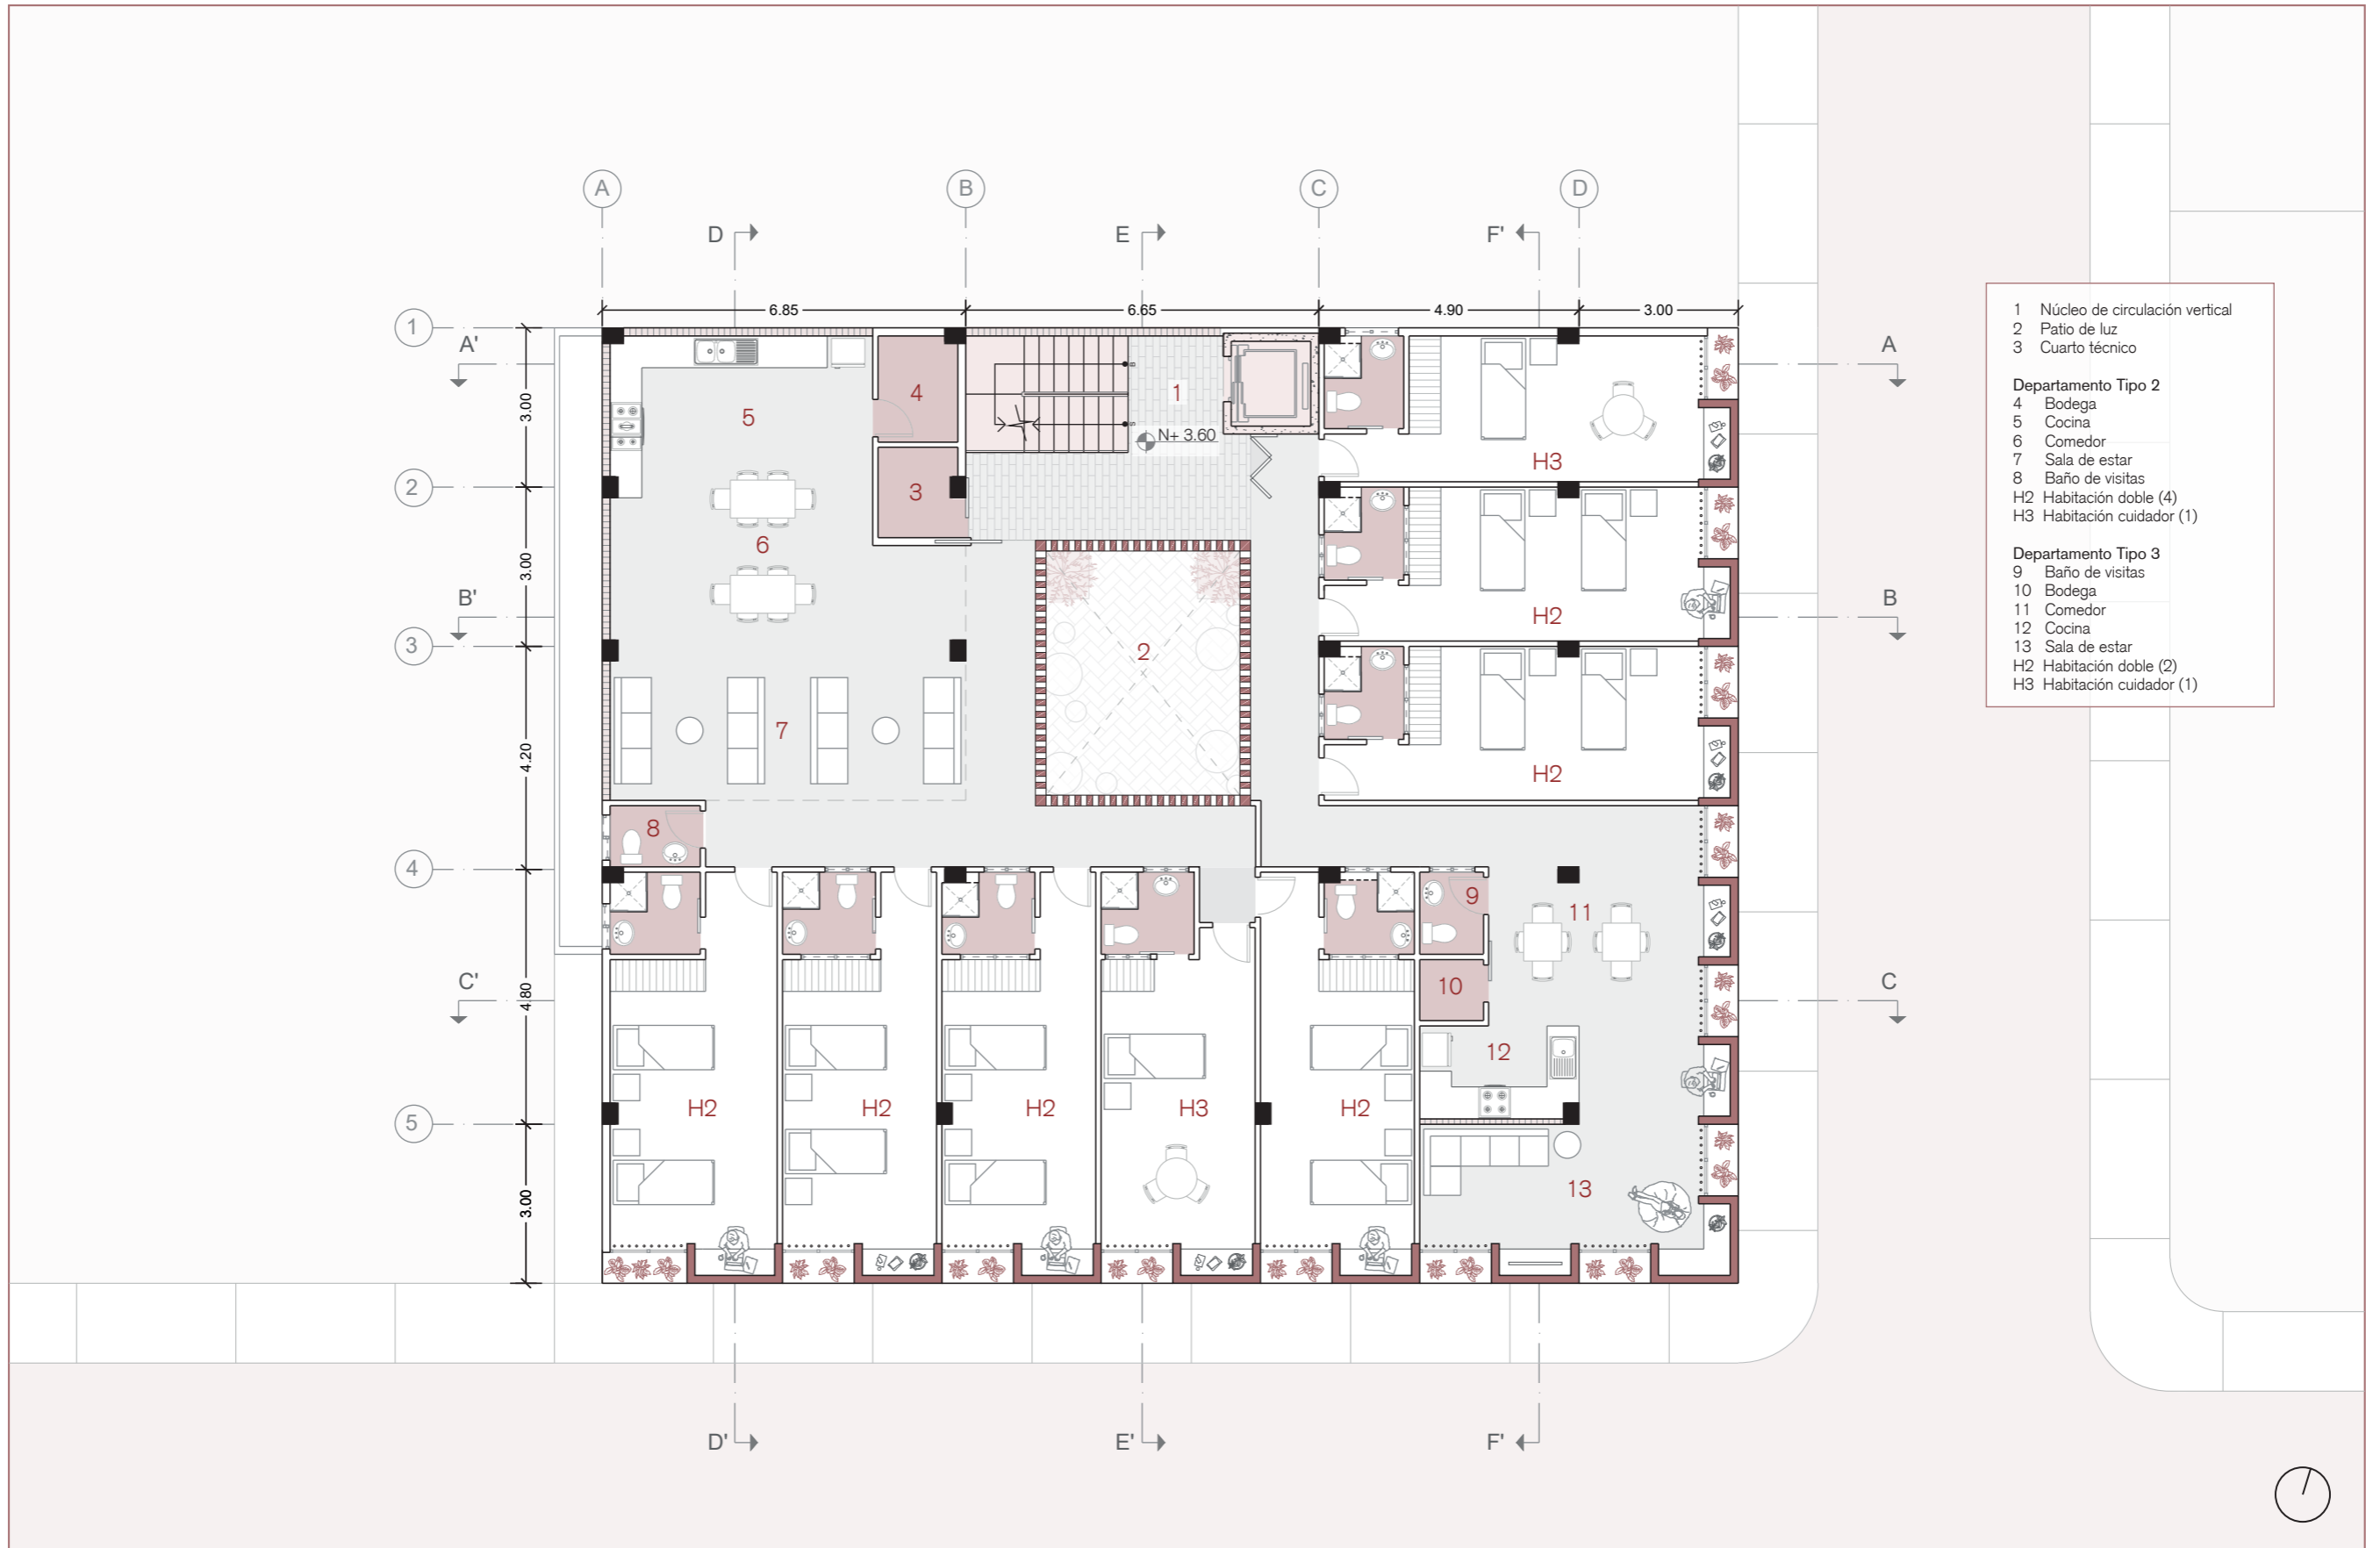 A B C D
D E F'
6.85 6.65 4.90 3.00
1
A' A
3.00
4 1
5
N+ 3.60
H3
2
3
6
3.00
H2
B' B
3
2
7
4.20
H2
8
4
9
11
C' C
10
4.80
12
H2 H2 H2 H3 H2
5
13
3.00
D' E' F'
1 Núcleo de circulación vertical
2 Patio de luz
3 Cuarto técnico
Departamento Tipo 2
4 Bodega
5 Cocina
6 Comedor
7 Sala de estar
8 Baño de visitas
H2 Habitación doble (4)
H3 Habitación cuidador (1)
Departamento Tipo 3
9 Baño de visitas
10 Bodega
11 Comedor
12 Cocina
13 Sala de estar
H2 Habitación doble (2)
H3 Habitación cuidador (1)